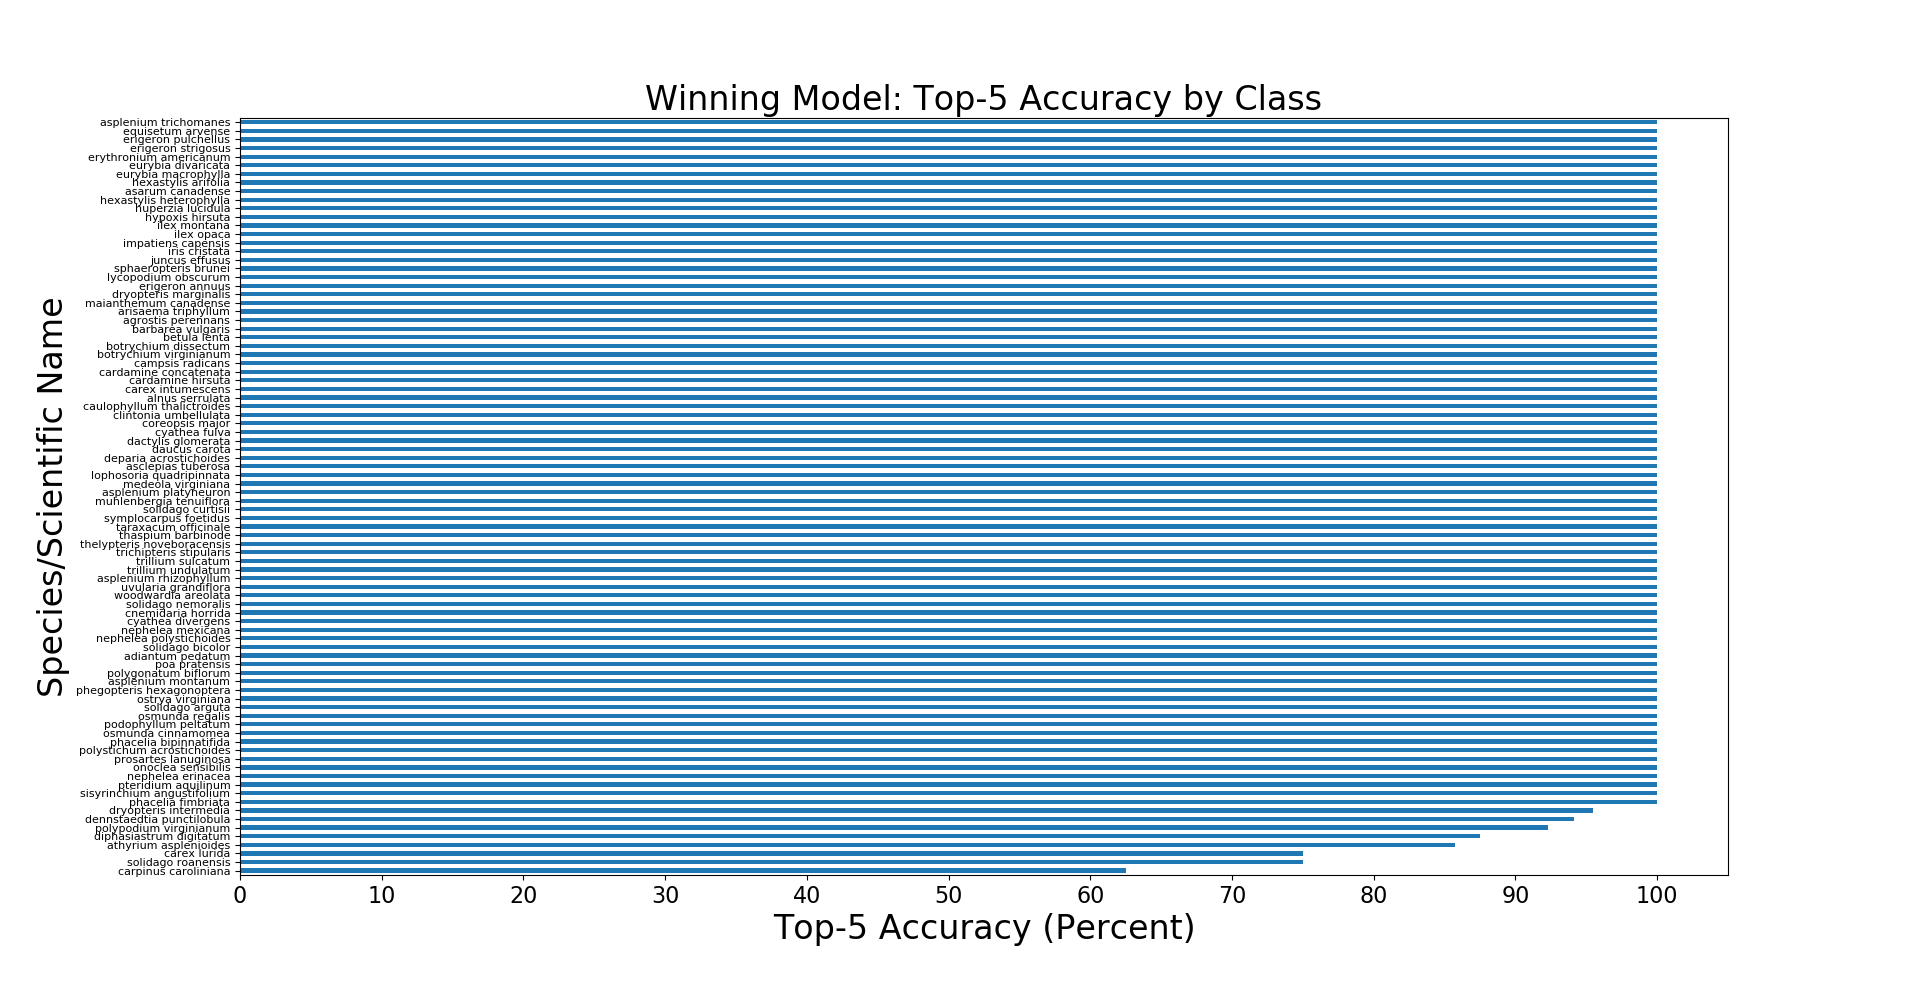 Winning Model: Top-5 Accuracy by Class
asplenium trichomanes
equisetum arvense
erigeron pulchellus
erigeron strigosus
erythronium americanum
eurybia divaricata
eurybia macrophylla
hexastylis arifolia
asarum canadense
hexastylis heterophylla
huperzia lucidula
hypoxis hirsuta
ilex montana
ilex opaca
impatiens capensis
iris cristata
juncus effusus
sphaeropteris brunei
lycopodium obscurum
erigeron annuus
dryopteris marginalis
maianthemum canadense
arisaema triphyllum
agrostis perennans
barbarea vulgaris
betula lenta
botrychium dissectum
botrychium virginianum
campsis radicans
cardamine concatenata
cardamine hirsuta
carex intumescens
alnus serrulata
caulophyllum thalictroides
clintonia umbellulata
coreopsis major
cyathea fulva
dactylis glomerata
daucus carota
deparia acrostichoides
asclepias tuberosa
lophosoria quadripinnata
medeola virginiana
asplenium platyneuron
muhlenbergia tenuiflora
solidago curtisii
symplocarpus foetidus
taraxacum officinale
thaspium barbinode
thelypteris noveboracensis
trichipteris stipularis
trillium sulcatum
trillium undulatum
asplenium rhizophyllum
uvularia grandiflora
woodwardia areolata
solidago nemoralis
cnemidaria horrida
cyathea divergens
nephelea mexicana
nephelea polystichoides
solidago bicolor
adiantum pedatum
poa pratensis
polygonatum biflorum
asplenium montanum
phegopteris hexagonoptera
ostrya virginiana
solidago arguta
osmunda regalis
podophyllum peltatum
osmunda cinnamomea
phacelia bipinnatifida
polystichum acrostichoides
prosartes lanuginosa
onoclea sensibilis
nephelea erinacea
pteridium aquilinum
sisyrinchium angustifolium
phacelia fimbriata
dryopteris intermedia
dennstaedtia punctilobula
polypodium virginianum
diphasiastrum digitatum
athyrium asplenioides
carex lurida
solidago roanensis
carpinus caroliniana
Species/Scientific Name
0 10 20 30 40 50 60 70 80 90 100
Top-5 Accuracy (Percent)